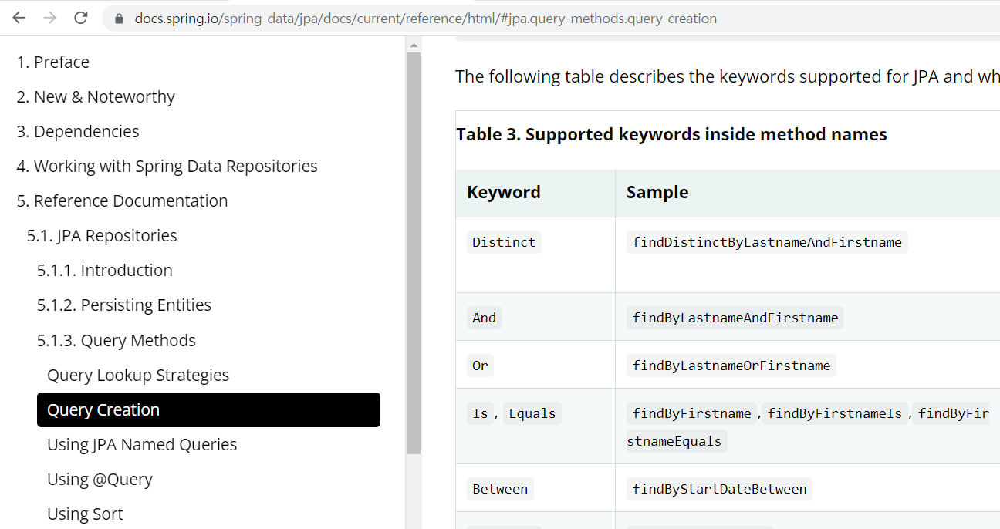 docs.spring.io/spring-data/jpa/docs/current/reference/html/#jpa.query-methods.query-creation
1. Preface
2. New & Noteworthy
3. Dependencies
4. Working with Spring Data Repositories
5. Reference Documentation
5.1. JPA Repositories
5.1.1. Introduction
5.1.2. Persisting Entities
5.1.3. Query Methods
Query Lookup Strategies
Query Creation
Using JPA Named Queries
Using @Query
Using Sort
The following table describes the keywords supported for JPA and wh
Table 3. Supported keywords inside method names
Keyword Sample
Distinct findDistinctByLastnameAndFirstname
And findByLastnameAndFirstname
Or findByLastnameOrFirstname
Is, Equals findByFirstname, findByFirstnameIs, findByFir
stnameEquals
Between findByStartDateBetween